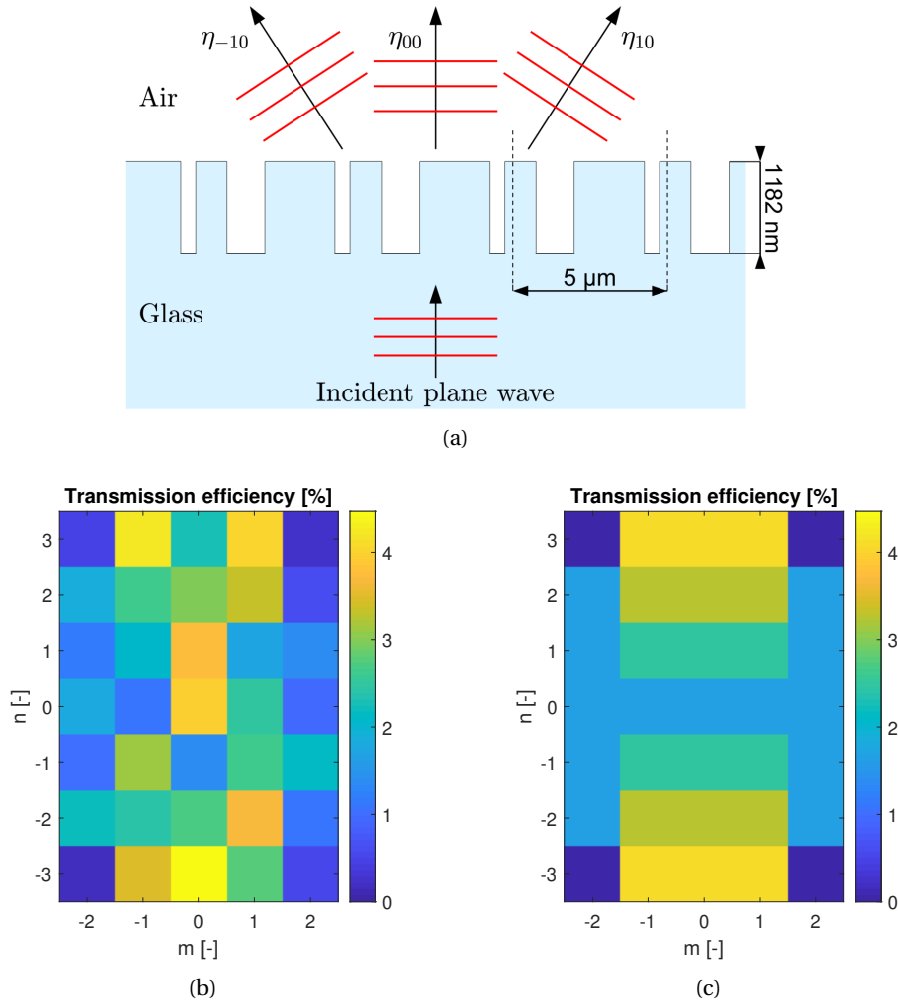 η₋₁₀ η₀₀ η₁₀
Air
1182 nm
5 µm
Glass
Incident plane wave
(a)
Transmission efficiency [%]
3
2
1
0
-1
-2
-3
n [-]
-2 -1 0 1 2
m [-]
4
3
2
1
0
(b)
Transmission efficiency [%]
3
2
1
0
-1
-2
-3
n [-]
-2 -1 0 1 2
m [-]
4
3
2
1
0
(c)